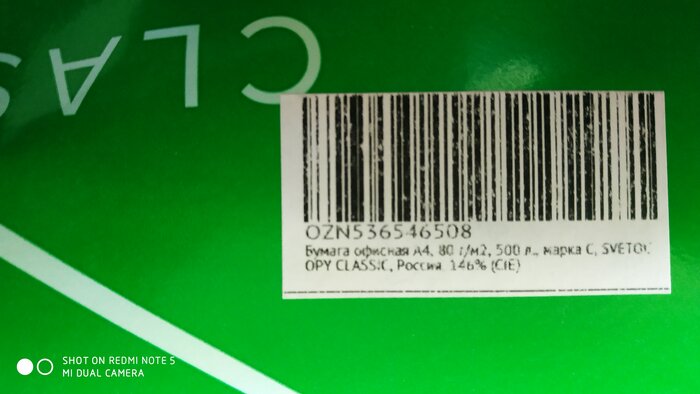 CLAS
OZN536546508
Бумага офисная А4, 80 г/м2, 500 л., марка С, SVETOC
OPY CLASSIC, Россия, 146% (CIE)
SHOT ON REDMI NOTE 5
MI DUAL CAMERA